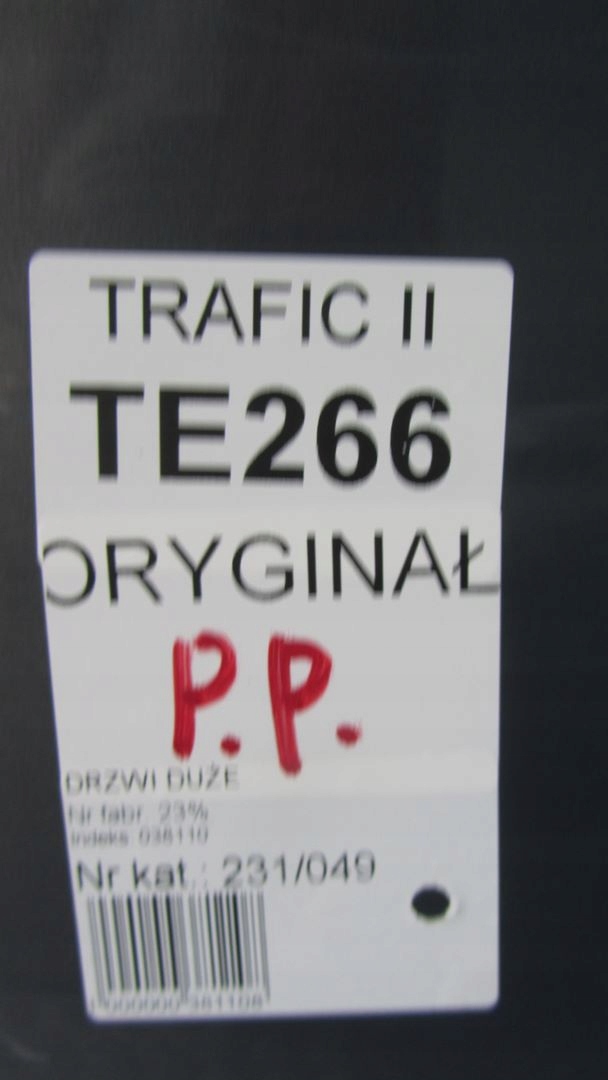 TRAFIC II
TE266
ORYGINAŁ
P.P.
DRZWI DUŻE
Nr fabr. 23%
Indeks: 038110
Nr kat.: 231/049